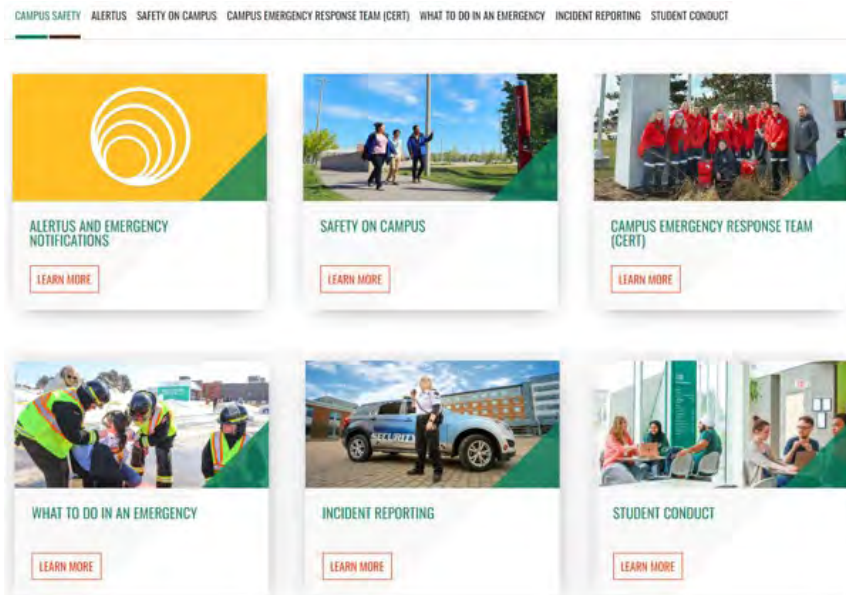 CAMPUS SAFETY ALERTUS SAFETY ON CAMPUS CAMPUS EMERGENCY RESPONSE TEAM (CERT) WHAT TO DO IN AN EMERGENCY INCIDENT REPORTING STUDENT CONDUCT
ALERTUS AND EMERGENCY
NOTIFICATIONS
LEARN MORE
SAFETY ON CAMPUS
LEARN MORE
CAMPUS EMERGENCY RESPONSE TEAM
(CERT)
LEARN MORE
WHAT TO DO IN AN EMERGENCY
LEARN MORE
SECURITY
INCIDENT REPORTING
LEARN MORE
STUDENT CONDUCT
LEARN MORE